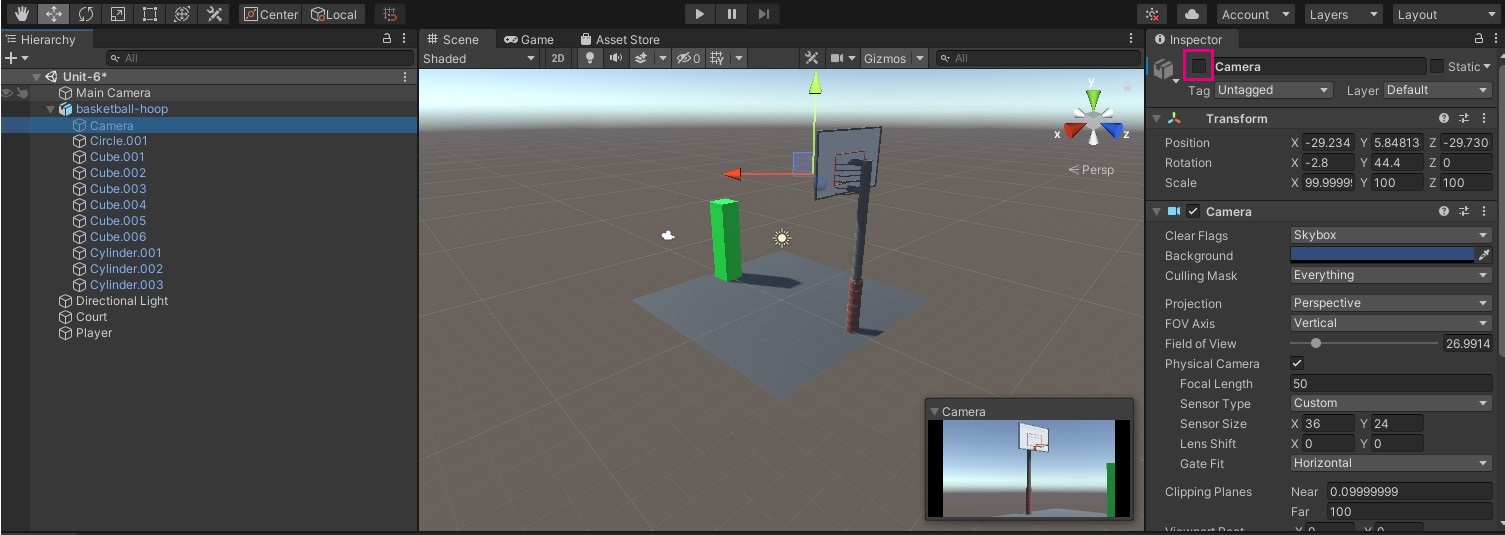 Center Local Account Layers Layout
Hierarchy Scene Game Asset Store Inspector
All Shaded 2D 0 Gizmos All
Camera Static
Tag Untagged Layer Default
Unit-6*
Main Camera
basketball-hoop
Camera
Circle.001
Cube.001
Cube.002
Cube.003
Cube.004
Cube.005
Cube.006
Cylinder.001
Cylinder.002
Cylinder.003
Directional Light
Court
Player
y
x z
Persp
Camera
Transform
Position X -29.234 Y 5.84813 Z -29.730
Rotation X -2.8 Y 44.4 Z 0
Scale X 99.9999 Y 100 Z 100
Camera
Clear Flags Skybox
Background
Culling Mask Everything
Projection Perspective
FOV Axis Vertical
Field of View 26.9914
Physical Camera
Focal Length 50
Sensor Type Custom
Sensor Size X 36 Y 24
Lens Shift X 0 Y 0
Gate Fit Horizontal
Clipping Planes Near 0.09999999
Far 100